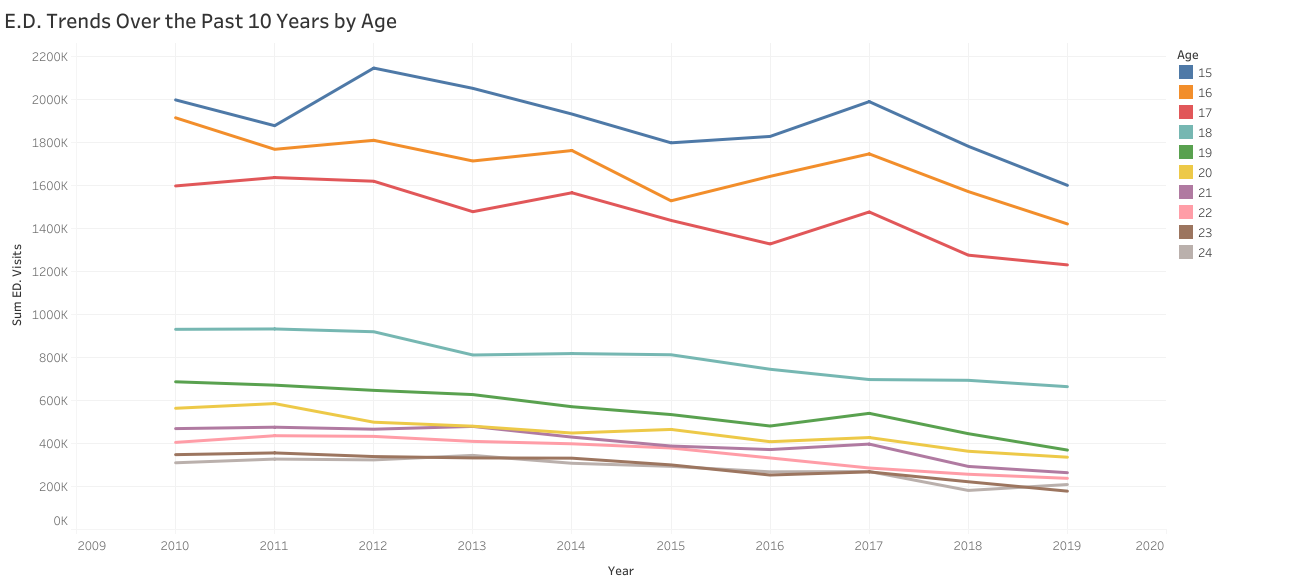 E.D. Trends Over the Past 10 Years by Age
Sum ED. Visits
2200K
2000K
1800K
1600K
1400K
1200K
1000K
800K
600K
400K
200K
0K
2009 2010 2011 2012 2013 2014 2015 2016 2017 2018 2019 2020
Year
Age
15
16
17
18
19
20
21
22
23
24